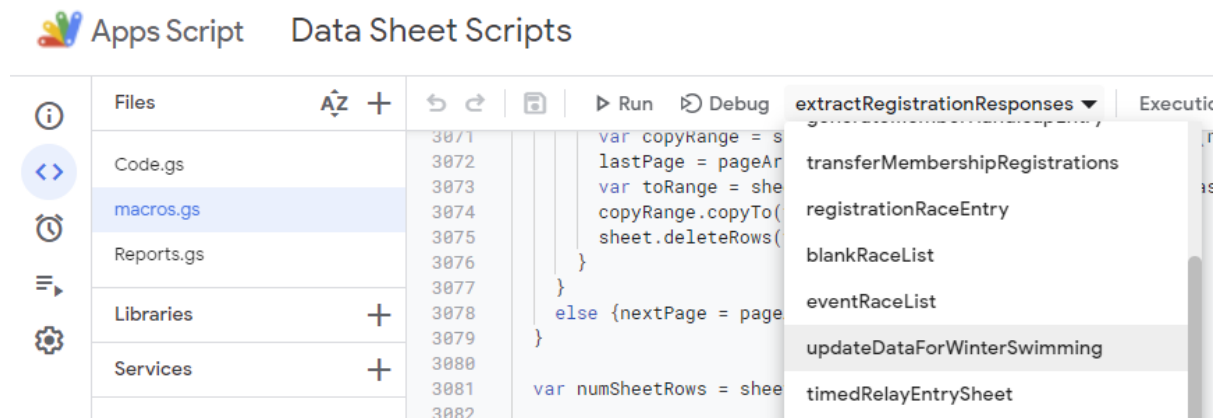 Apps Script Data Sheet Scripts
Files AZ
Run Debug extractRegistrationResponses
Code.gs
macros.gs
Reports.gs
Libraries
Services
3071 var copyRange = s
3072 lastPage = pageAr
3073 var toRange = she
3074 copyRange.copyTo(
3075 sheet.deleteRows(
3076 }
3077 }
3078 else {nextPage = page
3079 }
3080
3081 var numSheetRows = shee
3082
transferMembershipRegistrations
registrationRaceEntry
blankRaceList
eventRaceList
updateDataForWinterSwimming
timedRelayEntrySheet